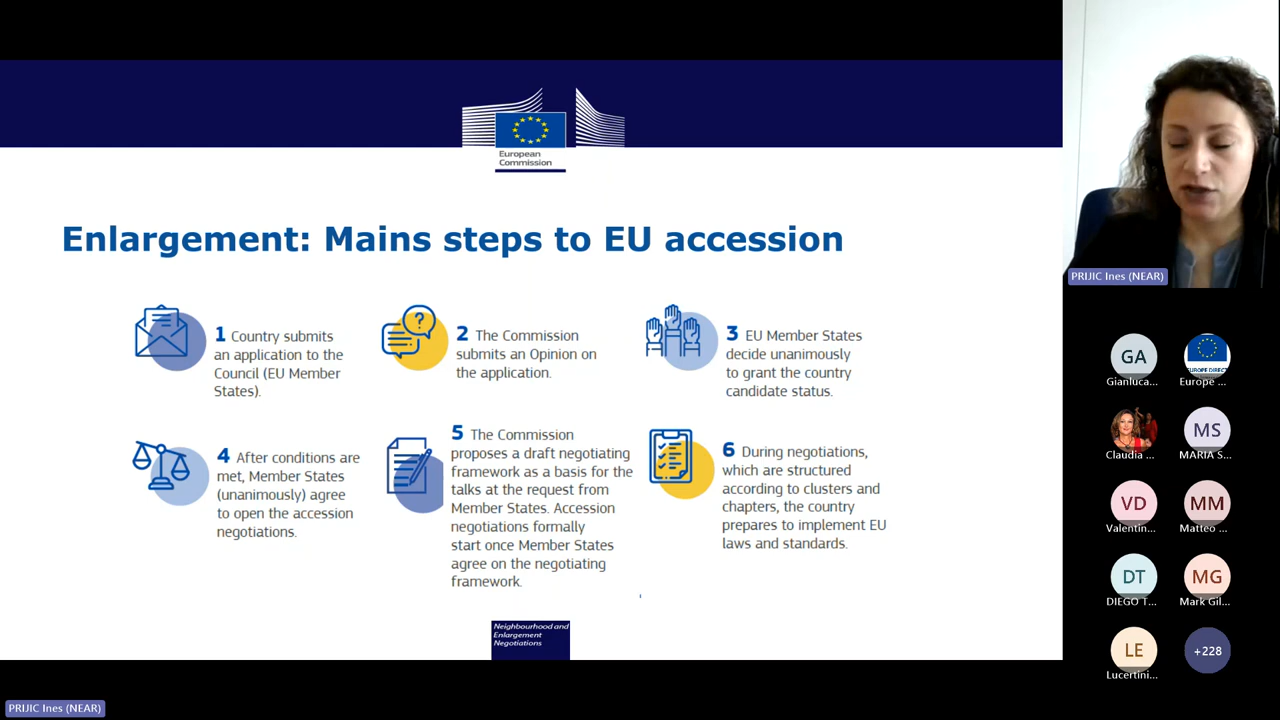 European
Commission
Enlargement: Mains steps to EU accession
1 Country submits
an application to the
Council (EU Member
States).
2 The Commission
submits an Opinion on
the application.
3 EU Member States
decide unanimously
to grant the country
candidate status.
4 After conditions are
met, Member States
(unanimously) agree
to open the accession
negotiations.
5 The Commission
proposes a draft negotiating
framework as a basis for the
talks at the request from
Member States. Accession
negotiations formally
start once Member States
agree on the negotiating
framework.
6 During negotiations,
which are structured
according to clusters and
chapters, the country
prepares to implement EU
laws and standards.
Neighbourhood and
Enlargement
Negotiations
PRIJIC Ines (NEAR)
GA
Gianluca...
EUROPE DIRECT
Europe ...
Claudia ...
MS
MARIA S...
VD
Valentin...
MM
Matteo ...
DT
DIEGO T...
MG
Mark Gil...
LE
Lucertini...
+228
PRIJIC Ines (NEAR)